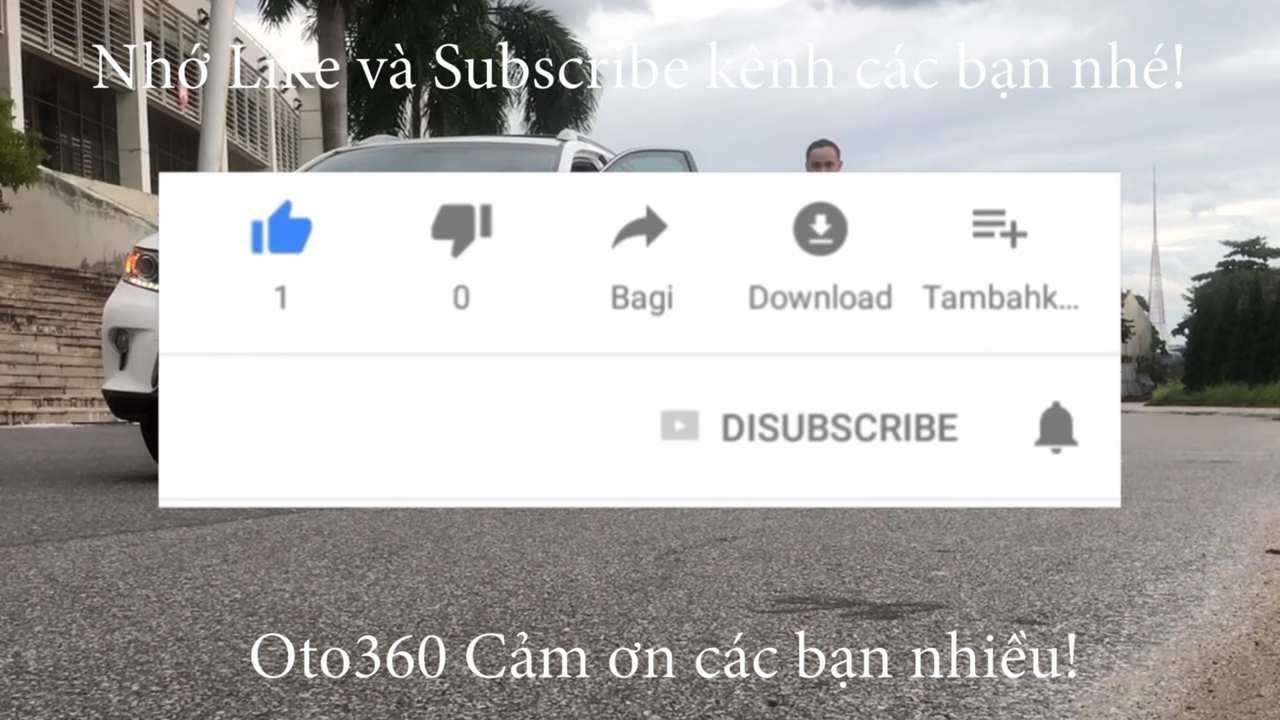 Nhớ Like và Subscribe kênh các bạn nhé!
1 0 Bagi Download Tambahk...
DISUBSCRIBE
Oto360 Cảm ơn các bạn nhiều!